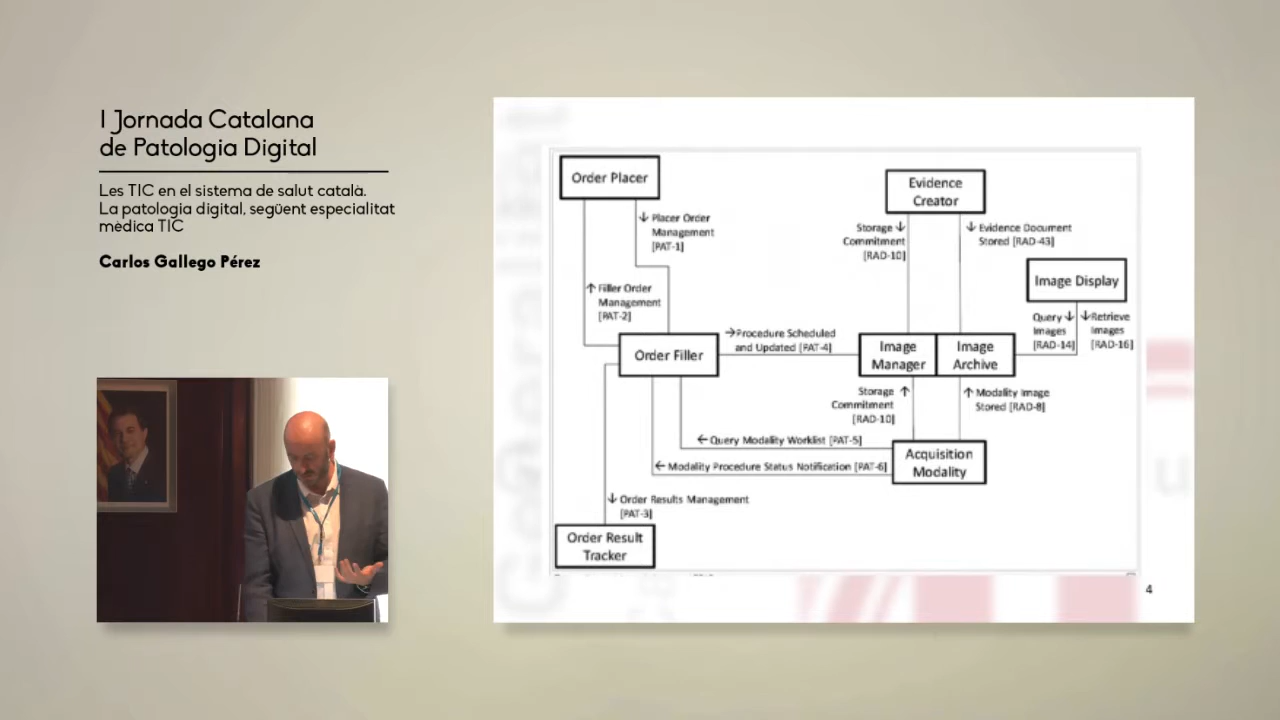 I Jornada Catalana
de Patologia Digital
Les TIC en el sistema de salut català.
La patologia digital, següent especialitat
mèdica TIC
Carlos Gallego Pérez
Order Placer
Evidence
Creator
↓ Placer Order
Management
[PAT-1]
Storage ↓
Commitment
[RAD-10]
↓ Evidence Document
Stored [RAD-43]
Image Display
↑ Filler Order
Management
[PAT-2]
Query ↓
Images
[RAD-14]
↓Retrieve
Images
[RAD-16]
Order Filler
→Procedure Scheduled
and Updated [PAT-4]
Image
Manager
Image
Archive
Storage ↑
Commitment
[RAD-10]
↑ Modality Image
Stored [RAD-8]
← Query Modality Worklist [PAT-5]
← Modality Procedure Status Notification [PAT-6]
Acquisition
Modality
↓ Order Results Management
[PAT-3]
Order Result
Tracker
4